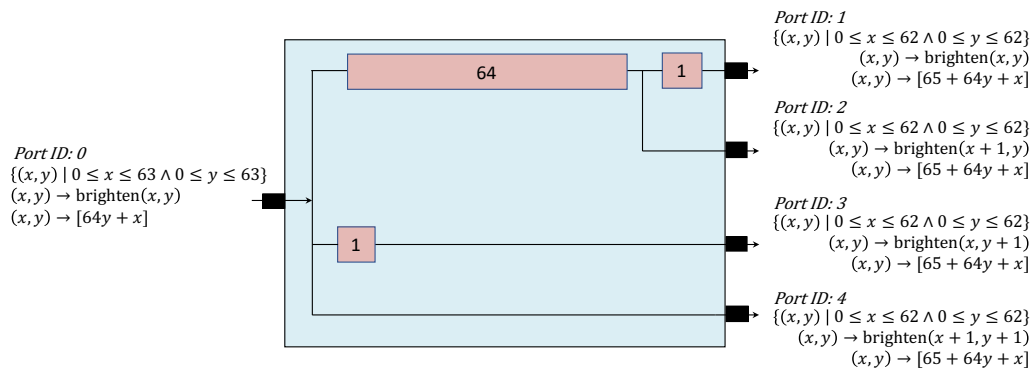 Port ID: 0
{(x, y) | 0 ≤ x ≤ 63 ∧ 0 ≤ y ≤ 63}
(x, y) → brighten(x, y)
(x, y) → [64y + x]
64
1
1
Port ID: 1
{(x, y) | 0 ≤ x ≤ 62 ∧ 0 ≤ y ≤ 62}
(x, y) → brighten(x, y)
(x, y) → [65 + 64y + x]
Port ID: 2
{(x, y) | 0 ≤ x ≤ 62 ∧ 0 ≤ y ≤ 62}
(x, y) → brighten(x + 1, y)
(x, y) → [65 + 64y + x]
Port ID: 3
{(x, y) | 0 ≤ x ≤ 62 ∧ 0 ≤ y ≤ 62}
(x, y) → brighten(x, y + 1)
(x, y) → [65 + 64y + x]
Port ID: 4
{(x, y) | 0 ≤ x ≤ 62 ∧ 0 ≤ y ≤ 62}
(x, y) → brighten(x + 1, y + 1)
(x, y) → [65 + 64y + x]